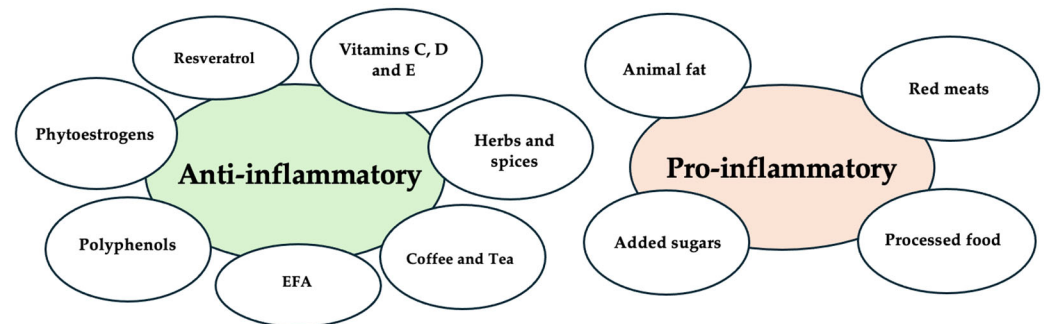 Resveratrol
Vitamins C, D
and E
Phytoestrogens
Herbs and
spices
Anti-inflammatory
Polyphenols
Coffee and Tea
EFA
Animal fat
Red meats
Pro-inflammatory
Added sugars
Processed food